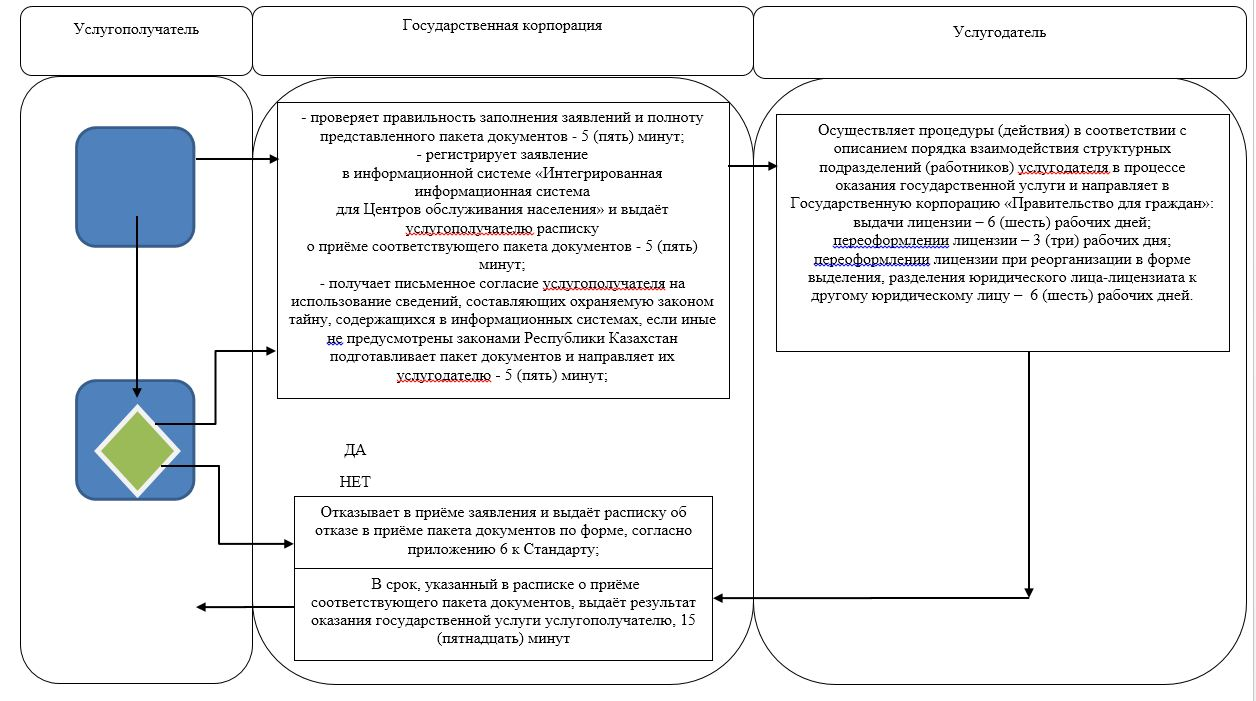 Услугополучатель
Государственная корпорация
Услугодатель
- проверяет правильность заполнения заявлений и полноту
представленного пакета документов - 5 (пять) минут;
- регистрирует заявление
в информационной системе «Интегрированная
информационная система
для Центров обслуживания населения» и выдаёт
услугополучателю расписку
о приёме соответствующего пакета документов - 5 (пять)
минут;
- получает письменное согласие услугополучателя на
использование сведений, составляющих охраняемую законом
тайну, содержащихся в информационных системах, если иные
не предусмотрены законами Республики Казахстан
подготавливает пакет документов и направляет их
услугодателю - 5 (пять) минут;
Осуществляет процедуры (действия) в соответствии с
описанием порядка взаимодействия структурных
подразделений (работников) услугодателя в процессе
оказания государственной услуги и направляет в
Государственную корпорацию «Правительство для граждан»:
выдачи лицензии – 6 (шесть) рабочих дней;
переоформлении лицензии – 3 (три) рабочих дня;
переоформлении лицензии при реорганизации в форме
выделения, разделения юридического лица-лицензиата к
другому юридическому лицу – 6 (шесть) рабочих дней.
ДА
НЕТ
Отказывает в приёме заявления и выдаёт расписку об
отказе в приёме пакета документов по форме, согласно
приложению 6 к Стандарту;
В срок, указанный в расписке о приёме
соответствующего пакета документов, выдаёт результат
оказания государственной услуги услугополучателю, 15
(пятнадцать) минут